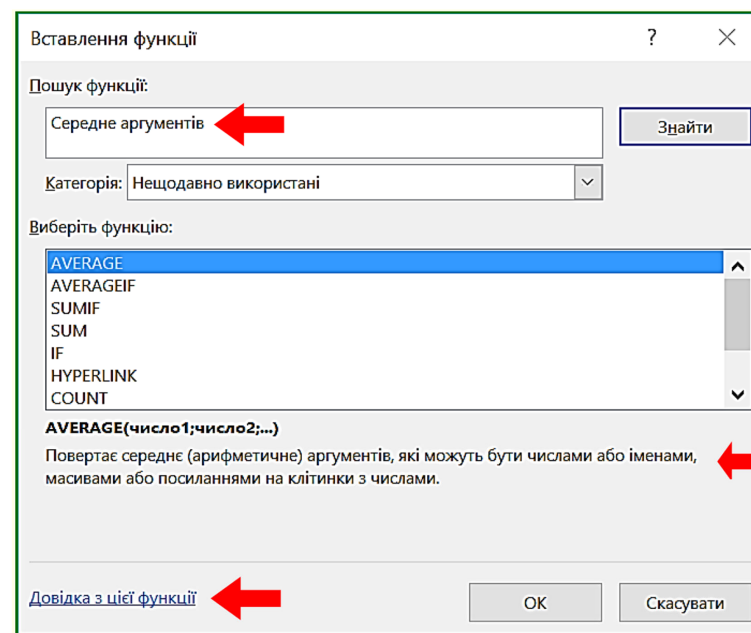 Вставлення функції ?
Пошук функції:
Середне аргументів
Знайти
Категорія: Нещодавно використані
Виберіть функцію:
AVERAGE
AVERAGEIF
SUMIF
SUM
IF
HYPERLINK
COUNT
AVERAGE(число1;число2;...)
Повертає середнє (арифметичне) аргументів, які можуть бути числами або іменами,
масивами або посиланнями на клітинки з числами.
Довідка з цієї функції
OK
Скасувати